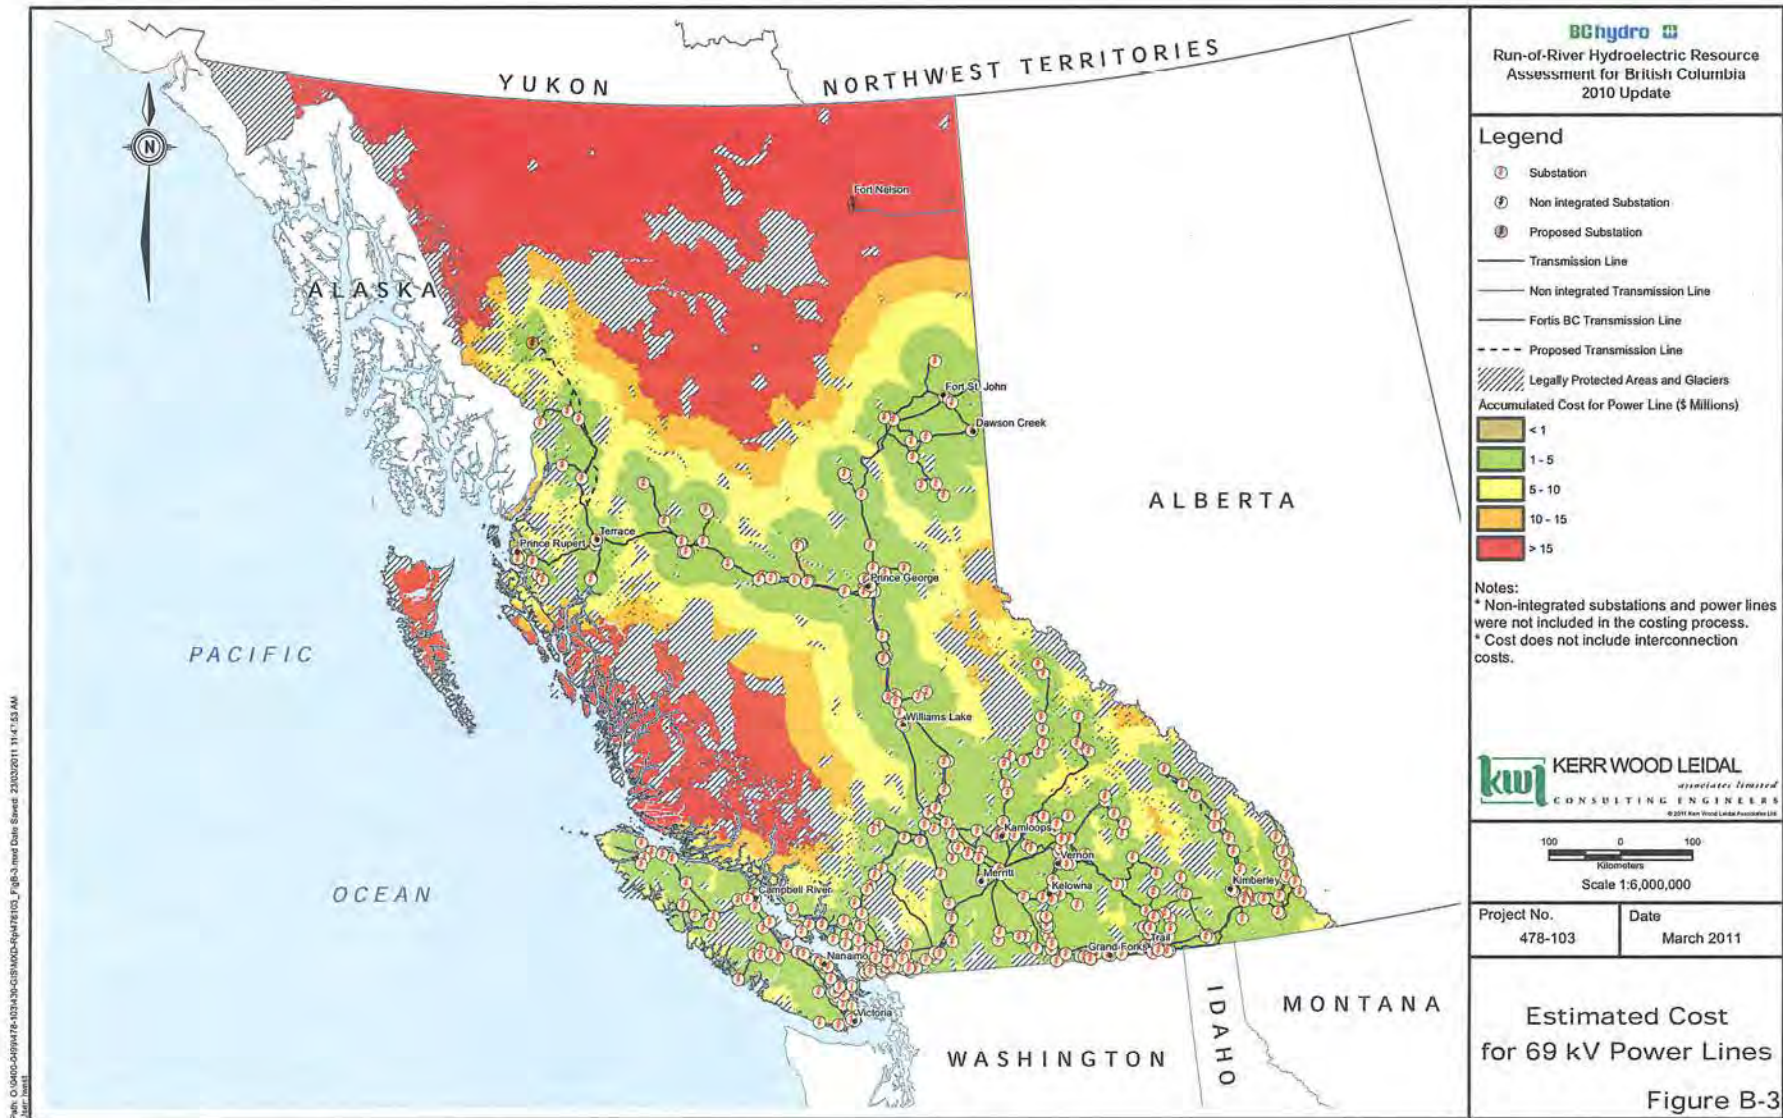 BChydro
Run-of-River Hydroelectric Resource
Assessment for British Columbia
2010 Update
Legend
Substation
Non integrated Substation
Proposed Substation
Transmission Line
Non integrated Transmission Line
Fortis BC Transmission Line
Proposed Transmission Line
Legally Protected Areas and Glaciers
Accumulated Cost for Power Line ($ Millions)
< 1
1 - 5
5 - 10
10 - 15
> 15
Notes:
* Non-integrated substations and power lines
were not included in the costing process.
* Cost does not include interconnection
costs.
kwl
KERR WOOD LEIDAL
associates limited
CONSULTING ENGINEERS
© 2011 Kerr Wood Leidal Associates Ltd.
100 0 100
Kilometers
Scale 1:6,000,000
Project No.
478-103
Date
March 2011
Estimated Cost
for 69 kV Power Lines
Figure B-3
YUKON
NORTHWEST TERRITORIES
N
Fort Nelson
ALASKA
Fort St. John
Dawson Creek
ALBERTA
Terrace
Prince Rupert
Prince George
PACIFIC
Williams Lake
Kamloops
Vernon
Merritt
Kelowna
Kimberley
Campbell River
OCEAN
Trail
Grand Forks
Nanaimo
Victoria
WASHINGTON
IDAHO
MONTANA